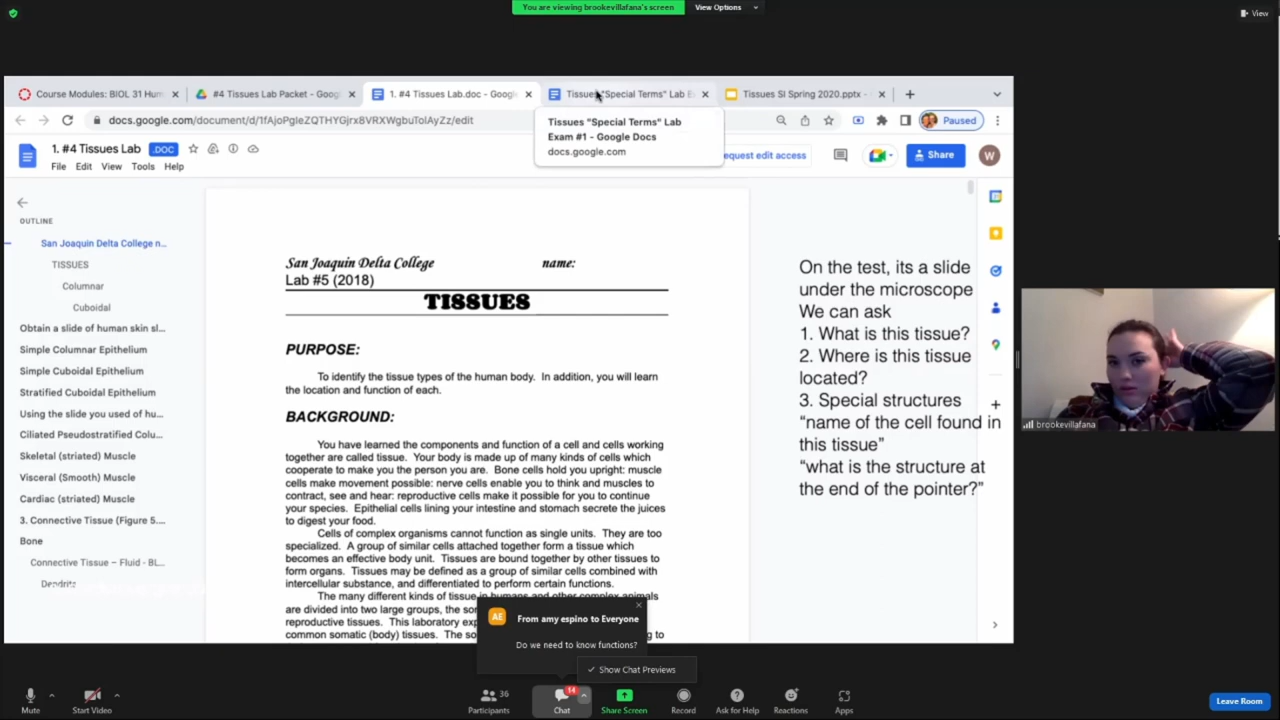 You are viewing brookevillafana's screen
View Options
View
Course Modules: BIOL 31 Hum
#4 Tissues Lab Packet - Goog
1. #4 Tissues Lab.doc - Google
Tissues "Special Terms" Lab E
Tissues SI Spring 2020.pptx -
docs.google.com/document/d/1fAjoPgleZQTHYGjrx8VRXWgbuTolAyZz/edit
Paused
Tissues "Special Terms" Lab
Exam #1 - Google Docs
docs.google.com
1. #4 Tissues Lab
.DOC
File Edit View Tools Help
equest edit access
Share
W
OUTLINE
San Joaquin Delta College n...
TISSUES
Columnar
Cuboidal
Obtain a slide of human skin sl...
Simple Columnar Epithelium
Simple Cuboidal Epithelium
Stratified Cuboidal Epithelium
Using the slide you used of hu...
Ciliated Pseudostratified Colu...
Skeletal (striated) Muscle
Visceral (Smooth) Muscle
Cardiac (striated) Muscle
3. Connective Tissue (Figure 5....
Bone
Connective Tissue – Fluid - BL...
Dendrite
San Joaquin Delta College name:
Lab #5 (2018)
TISSUES
PURPOSE:
To identify the tissue types of the human body. In addition, you will learn
the location and function of each.
BACKGROUND:
You have learned the components and function of a cell and cells working
together are called tissue. Your body is made up of many kinds of cells which
cooperate to make you the person you are. Bone cells hold you upright: muscle
cells make movement possible: nerve cells enable you to think and muscles to
contract, see and hear: reproductive cells make it possible for you to continue
your species. Epithelial cells lining your intestine and stomach secrete the juices
to digest your food.
Cells of complex organisms cannot function as single units. They are too
specialized. A group of similar cells attached together form a tissue which
becomes an effective body unit. Tissues are bound together by other tissues to
form organs. Tissues may be defined as a group of similar cells combined with
intercellular substance, and differentiated to perform certain functions.
The many different kinds of tissue in humans and other complex animals
are divided into two large groups, the so
reproductive tissues. This laboratory exp
common somatic (body) tissues. The so
g to
On the test, its a slide
under the microscope
We can ask
1. What is this tissue?
2. Where is this tissue
located?
3. Special structures
"name of the cell found in
this tissue"
"what is the structure at
the end of the pointer?"
brookevillafana
AE
From amy espino to Everyone
Do we need to know functions?
Show Chat Previews
Mute
Start Video
36
Participants
14
Chat
Share Screen
Record
Ask for Help
Reactions
Apps
Leave Room